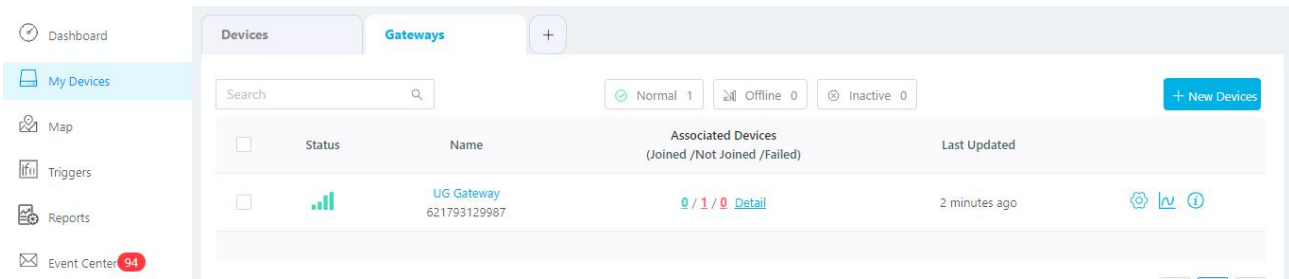 Dashboard
My Devices
Map
Triggers
Reports
Event Center 94
Devices
Gateways
+
Search
Normal 1
Offline 0
Inactive 0
+ New Devices
Status
Name
Associated Devices
(Joined /Not Joined /Failed)
Last Updated
UG Gateway
621793129987
0 / 1 / 0 Detail
2 minutes ago